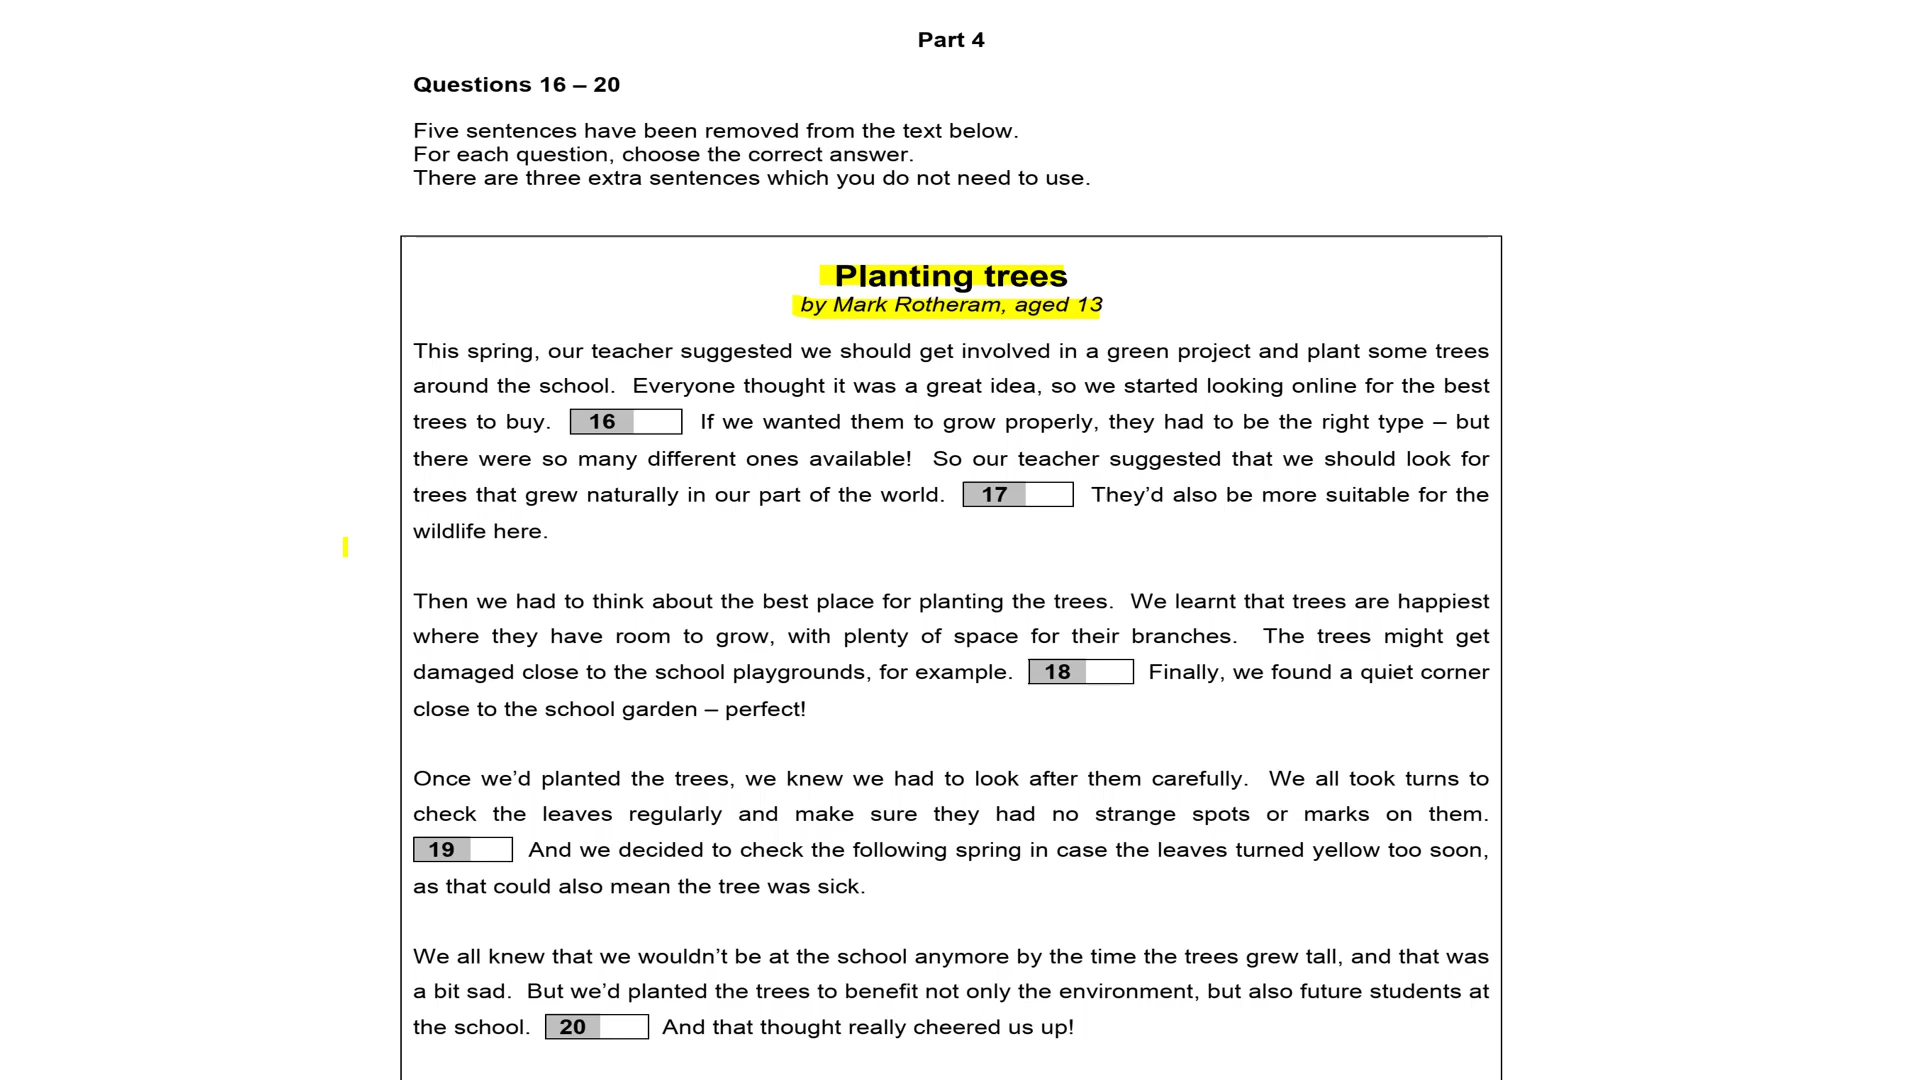 Part 4
Questions 16 – 20
Five sentences have been removed from the text below.
For each question, choose the correct answer.
There are three extra sentences which you do not need to use.
Planting trees
by Mark Rotheram, aged 13
This spring, our teacher suggested we should get involved in a green project and plant some trees
around the school. Everyone thought it was a great idea, so we started looking online for the best
trees to buy. 16 If we wanted them to grow properly, they had to be the right type – but
there were so many different ones available! So our teacher suggested that we should look for
trees that grew naturally in our part of the world. 17 They’d also be more suitable for the
wildlife here.
Then we had to think about the best place for planting the trees. We learnt that trees are happiest
where they have room to grow, with plenty of space for their branches. The trees might get
damaged close to the school playgrounds, for example. 18 Finally, we found a quiet corner
close to the school garden – perfect!
Once we’d planted the trees, we knew we had to look after them carefully. We all took turns to
check the leaves regularly and make sure they had no strange spots or marks on them.
19 And we decided to check the following spring in case the leaves turned yellow too soon,
as that could also mean the tree was sick.
We all knew that we wouldn’t be at the school anymore by the time the trees grew tall, and that was
a bit sad. But we’d planted the trees to benefit not only the environment, but also future students at
the school. 20 And that thought really cheered us up!